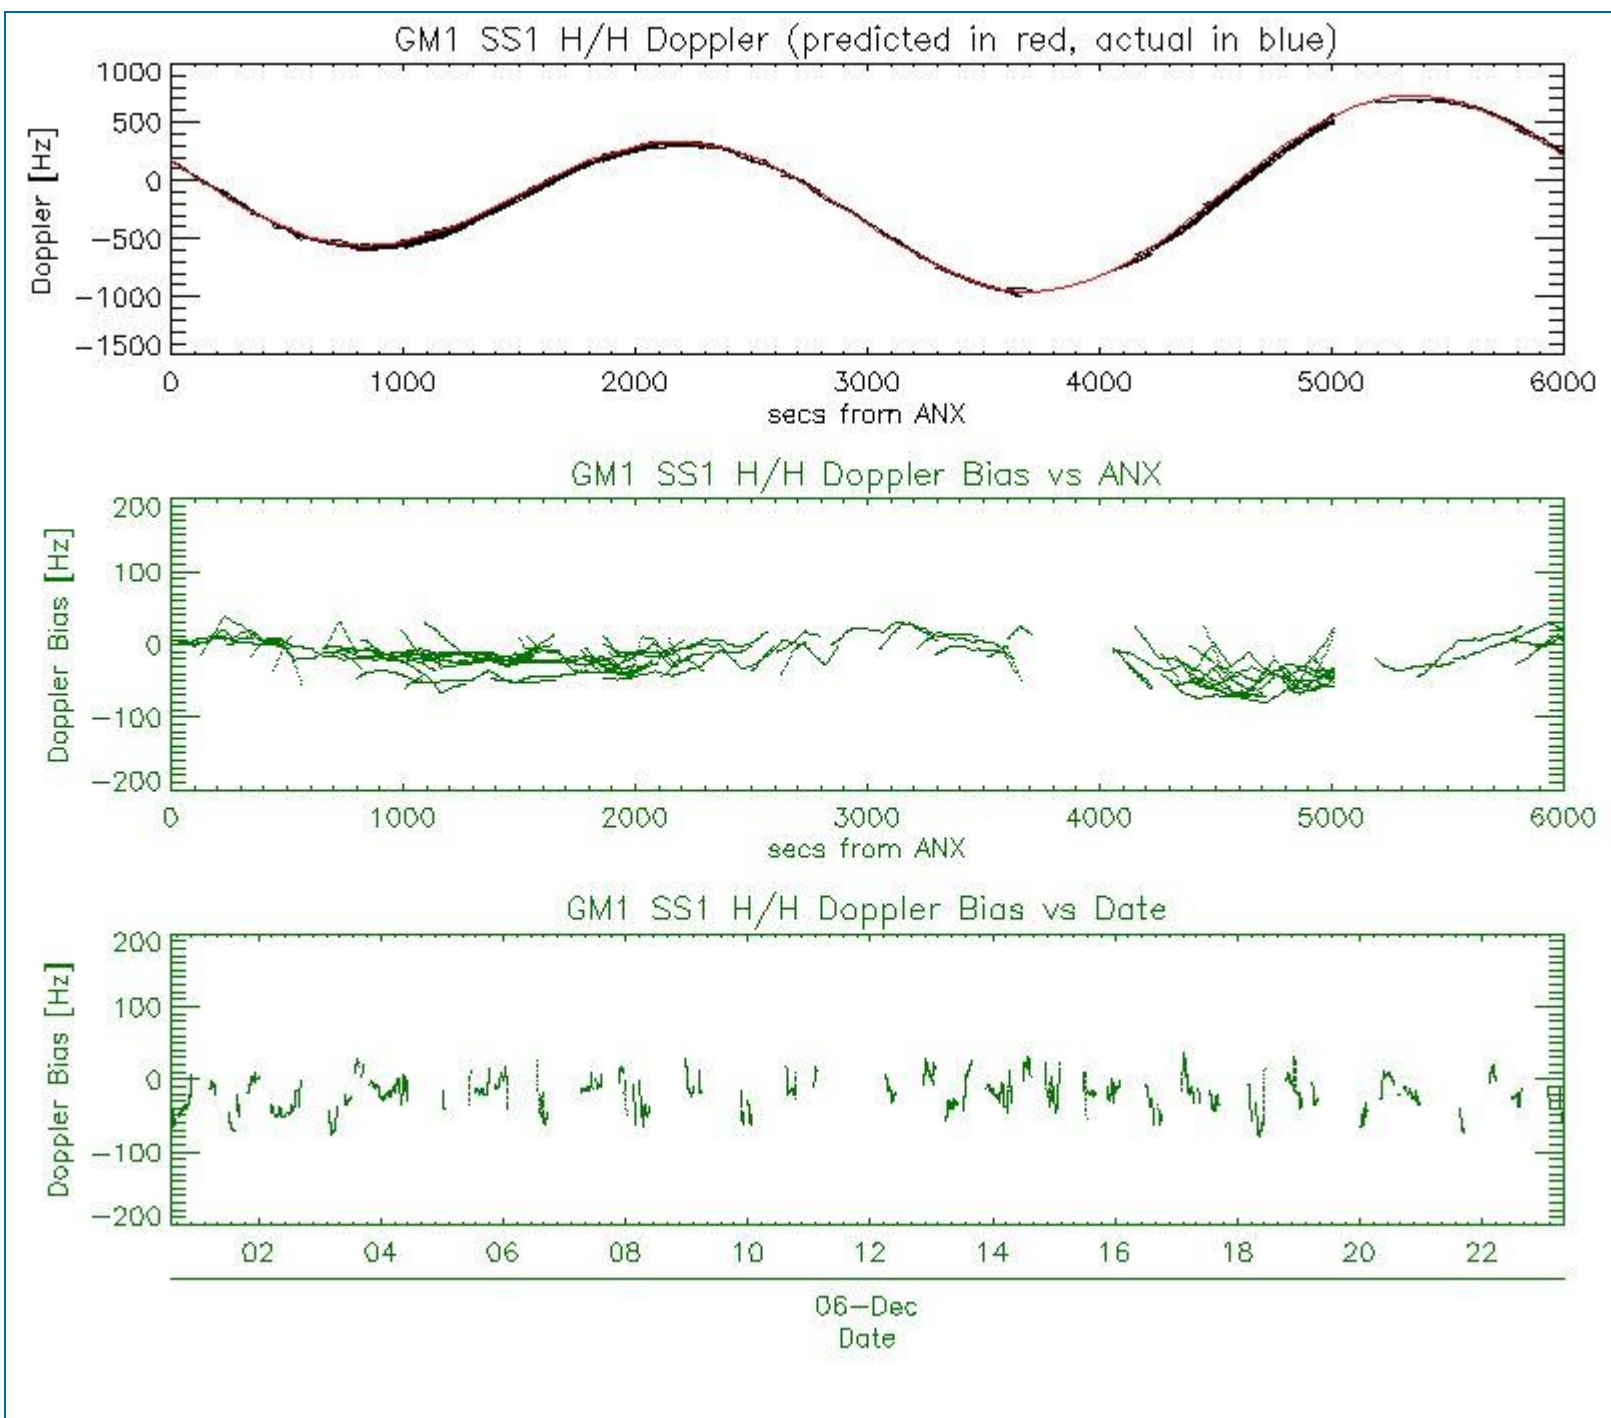 GM1 SS1 H/H Doppler (predicted in red, actual in blue)
1000
500
0
-500
-1000
-1500
Doppler [Hz]
0 1000 2000 3000 4000 5000 6000
secs from ANX
GM1 SS1 H/H Doppler Bias vs ANX
200
100
0
-100
-200
Doppler Bias [Hz]
0 1000 2000 3000 4000 5000 6000
secs from ANX
GM1 SS1 H/H Doppler Bias vs Date
200
100
0
-100
-200
Doppler Bias [Hz]
02 04 06 08 10 12 14 16 18 20 22
06-Dec
Date